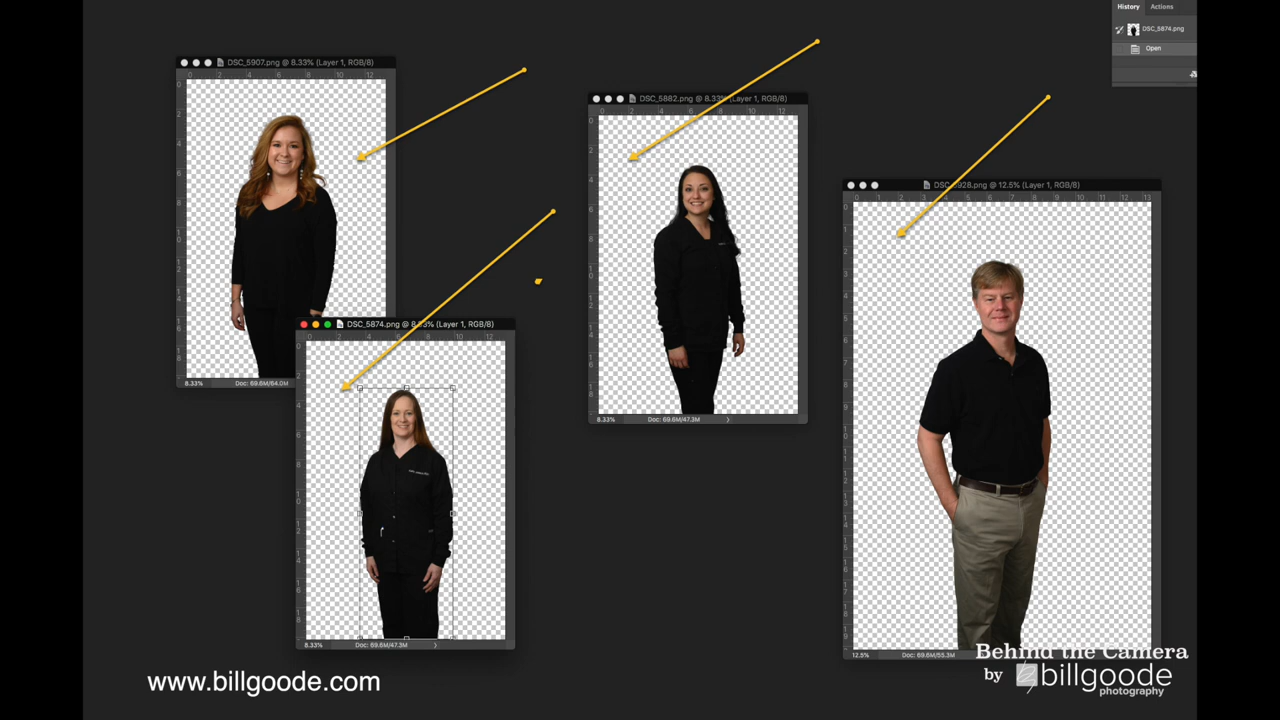 History Actions
DSC_5874.png
Open
DSC_5907.png @ 8.33% (Layer 1, RGB/8)
DSC_5882.png @ 8.33% (Layer 1, RGB/8)
DSC_5928.png @ 12.5% (Layer 1, RGB/8)
DSC_5874.png @ 8.33% (Layer 1, RGB/8)
8.33% Doc: 69.6M/64.0M
8.33% Doc: 69.6M/47.3M
8.33% Doc: 69.6M/47.3M
12.5% Doc: 69.6M/55.3M
www.billgoode.com
Behind the Camera
by billgoode
photography